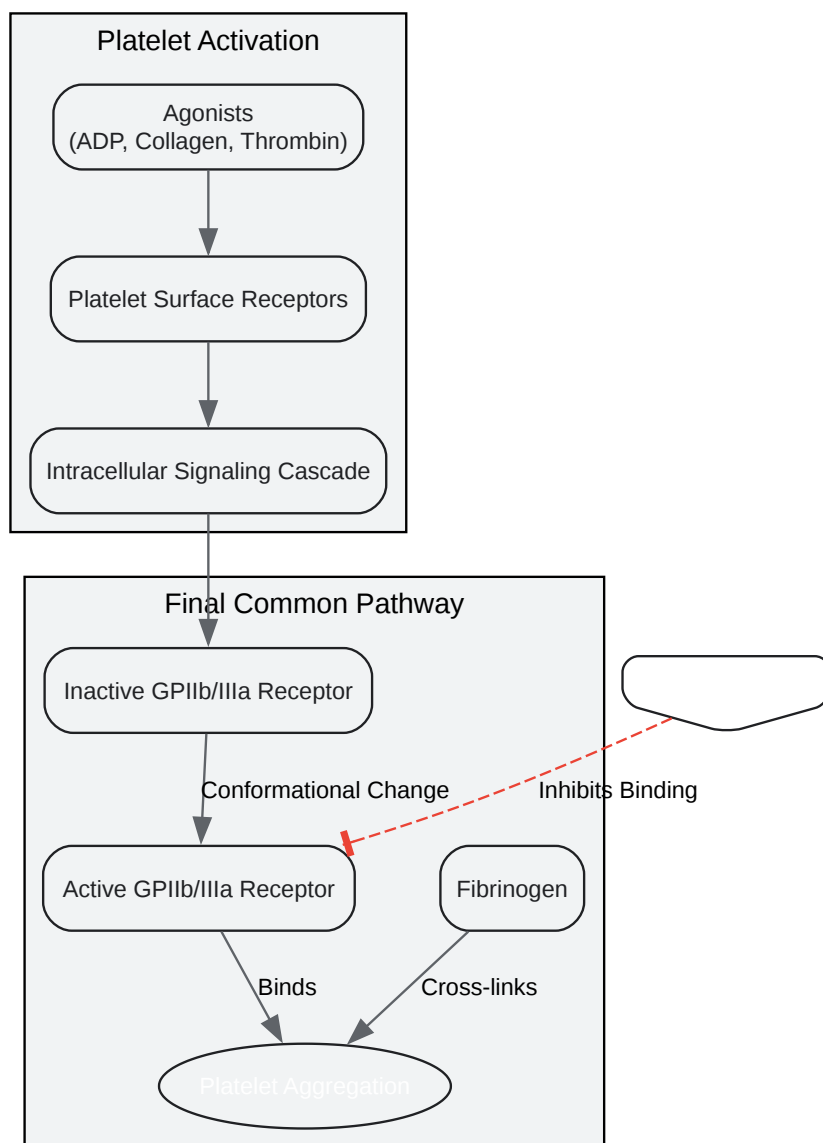 Platelet Activation
Agonists
(ADP, Collagen, Thrombin)
Platelet Surface Receptors
Intracellular Signaling Cascade
Final Common Pathway
Inactive GPIIb/IIIa Receptor
Conformational Change
Inhibits Binding
Active GPIIb/IIIa Receptor
Fibrinogen
Binds
Cross-links
Platelet Aggregation